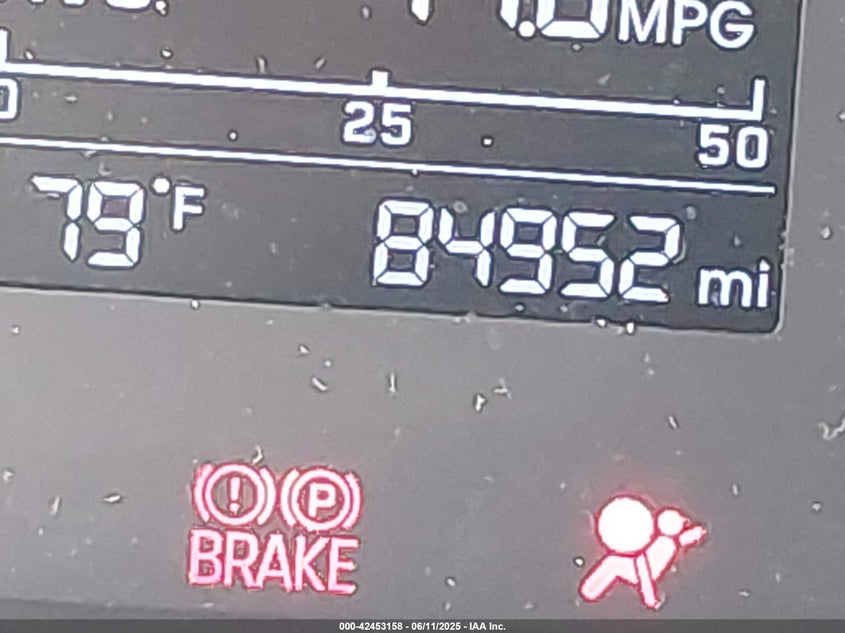 MPG
25
50
79°F
84952 mi
(!) (P)
BRAKE
000-42453158 - 06/11/2025 - IAA Inc.